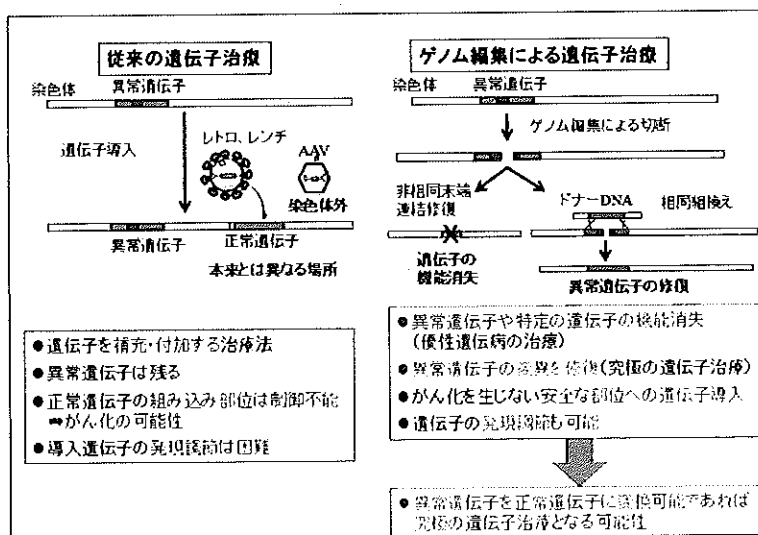 従来の遺伝子治療
染色体
異常遺伝子
遺伝子導入
レトロ、レンチ
AAV
染色体外
異常遺伝子
正常遺伝子
本来とは異なる場所
●遺伝子を補充・付加する治療法
●異常遺伝子は残る
●正常遺伝子の組み込み部位は制御不能
➡がん化の可能性
●導入遺伝子の発現調節は困難
ゲノム編集による遺伝子治療
染色体
異常遺伝子
ゲノム編集による切断
非相同末端
連結修復
ドナーDNA
相同組換え
遺伝子の
機能消失
異常遺伝子の修復
●異常遺伝子や特定の遺伝子の機能消失
(優性遺伝病の治療)
●異常遺伝子の変異を修復(究極の遺伝子治療)
●がん化を生じない安全な部位への遺伝子導入
●遺伝子の発現調節も可能
●異常遺伝子を正常遺伝子に変換可能であれば
究極の遺伝子治療となる可能性